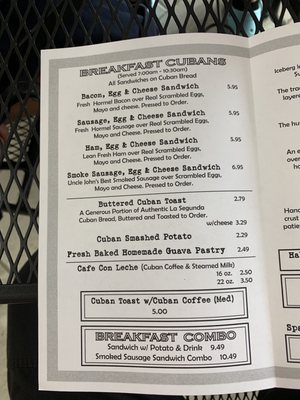 BREAKFAST CUBANS
(Served 7:00am - 10:30am)
All Sandwiches on Cuban Bread
Bacon, Egg & Cheese Sandwich 5.95
Fresh Hormel Bacon over Real Scrambled Eggs,
Mayo and cheese. Pressed to Order.
Sausage, Egg & Cheese Sandwich 5.95
Fresh Hormel Sausage over Real Scrambled Eggs,
Mayo and cheese. Pressed to Order.
Ham, Egg & Cheese Sandwich 5.95
Lean Fresh Ham over Real Scrambled Eggs,
Mayo and cheese, Pressed to Order.
Smoke Sausage, Egg & Cheese Sandwich 6.95
Uncle John's Best Smoked Sausage over Scrambled Eggs,
Mayo and cheese, Pressed to Order.
Buttered Cuban Toast 2.79
A Generous Portion of Authentic La Segunda
Cuban Bread, Buttered and Toasted to Order.
w/cheese 3.29
Cuban Smashed Potato 2.29
Fresh Baked Homemade Guava Pastry 2.49
Cafe Con Leche (Cuban Coffee & Steamed Milk)
16 oz. 2.50
22 oz. 3.50
Cuban Toast w/Cuban Coffee (Med)
5.00
BREAKFAST COMBO
Sandwich w/ Potato & Drink 9.49
Smoked Sausage Sandwich Combo 10.49
Iceberg
The
The
An
Hand
crust